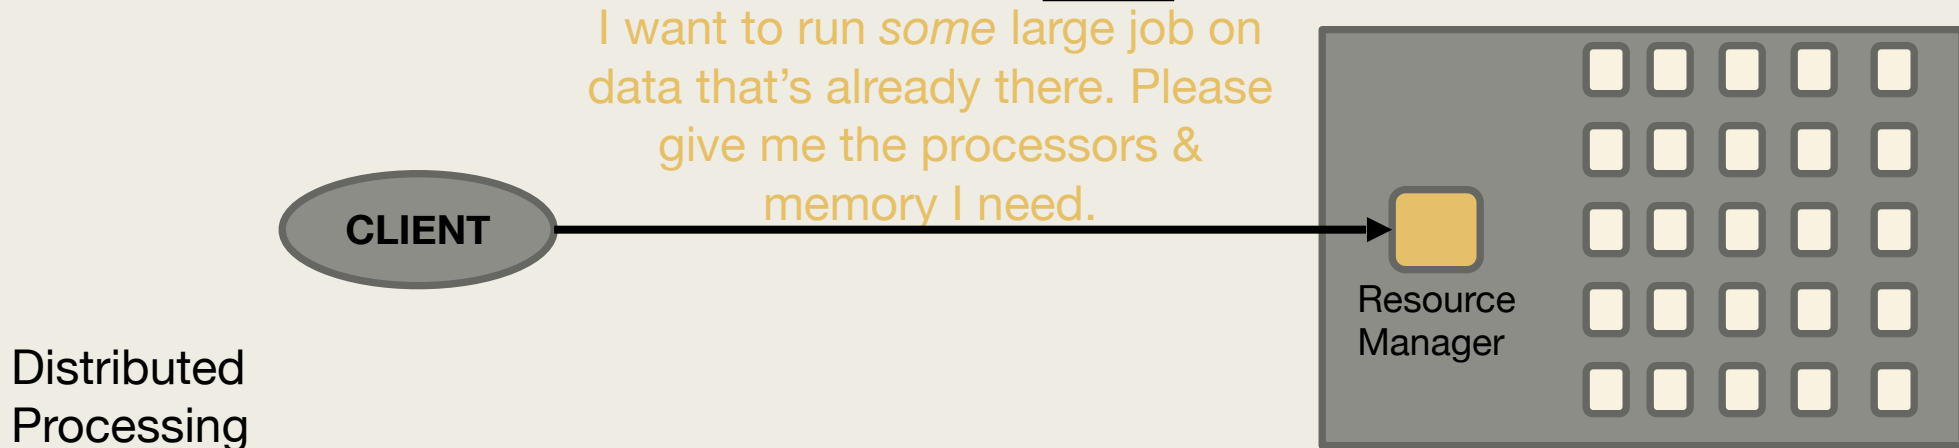 I want to run some large job on
data that’s already there. Please
give me the processors &
memory I need.
CLIENT
Resource
Manager
Distributed
Processing